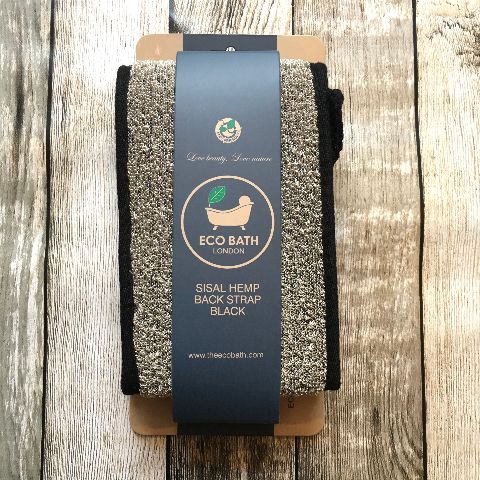 Love beauty, Love nature
ECO BATH
LONDON
SISAL HEMP
BACK STRAP
BLACK
www.theecobath.com